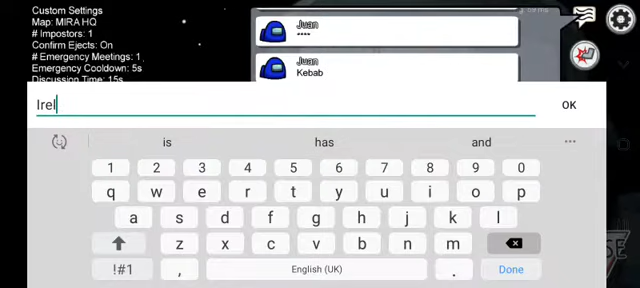 Custom Settings
Map: MIRA HQ
# Impostors: 1
Confirm Ejects: On
# Emergency Meetings: 1
Emergency Cooldown: 5s
Discussion Time: 15s
Juan
****
Juan
Kebab
Irel
OK
is has and ...
1 2 3 4 5 6 7 8 9 0
q w e r t y u i o p
a s d f g h j k l
z x c v b n m
!#1 , English (UK) . Done